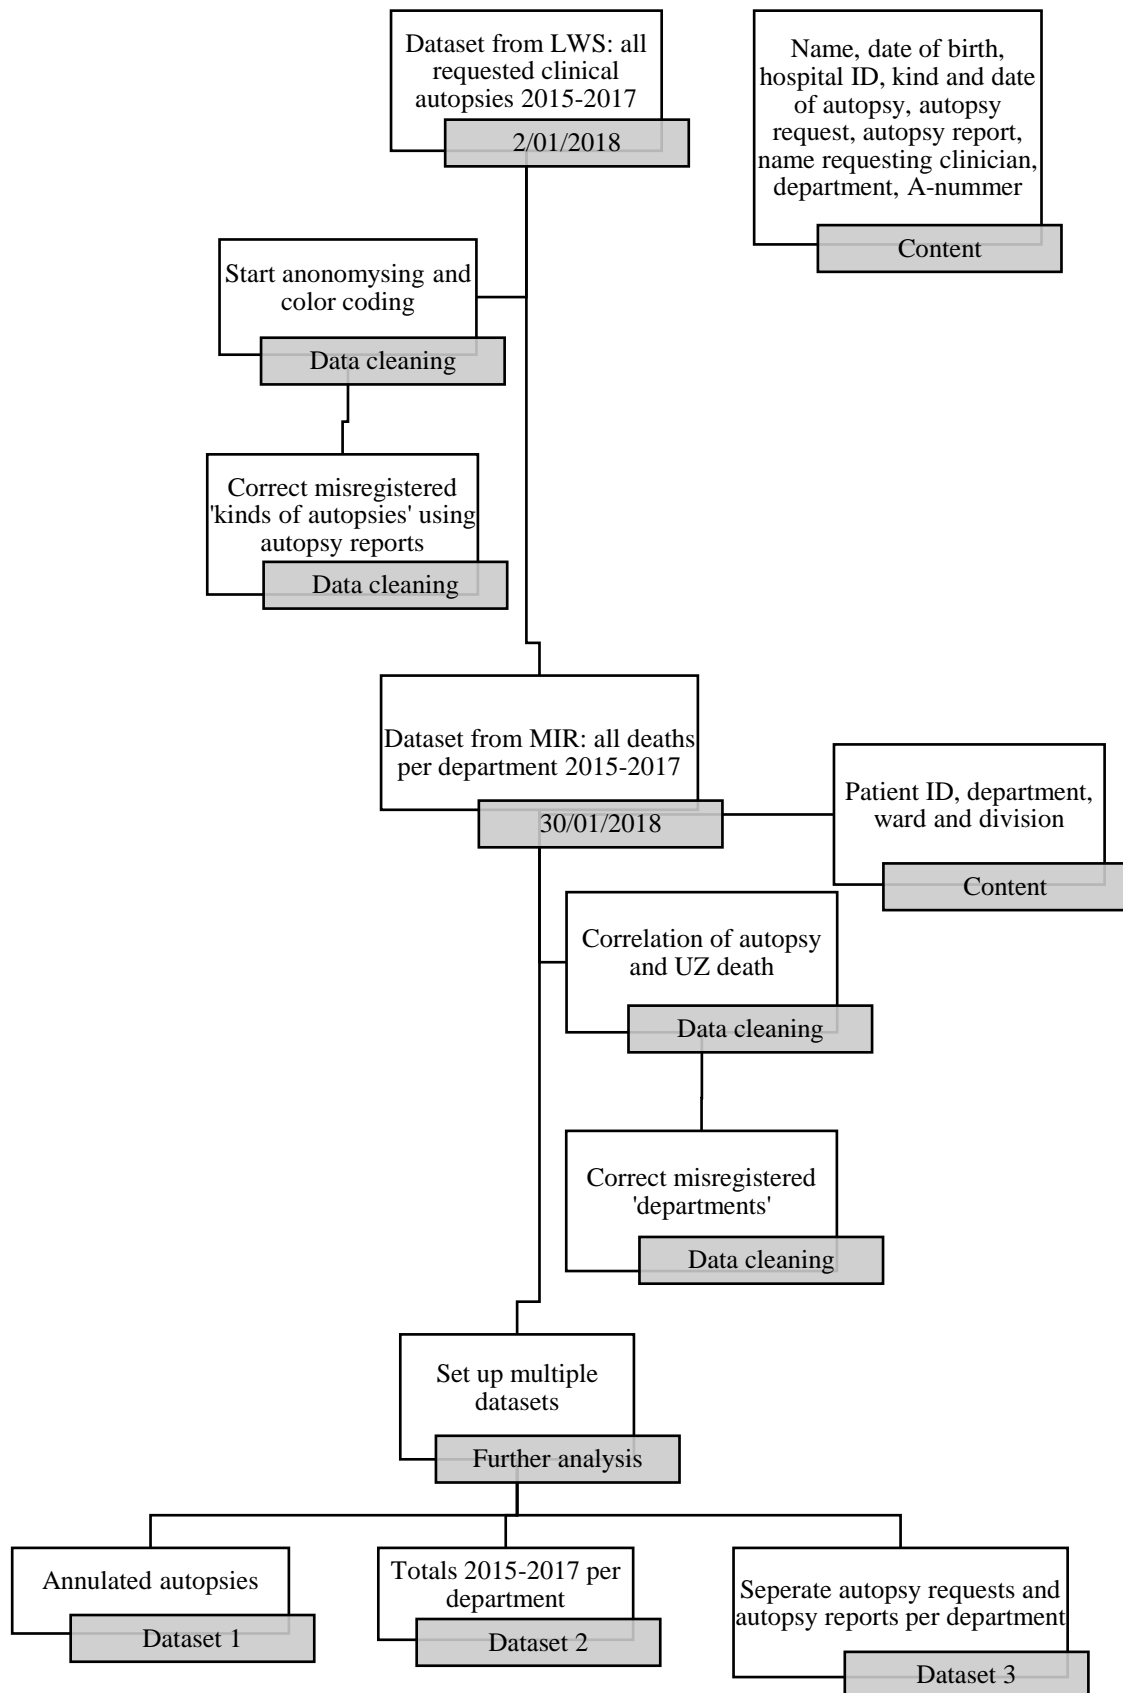 Dataset from LWS: all
requested clinical
autopsies 2015-2017
2/01/2018
Name, date of birth,
hospital ID, kind and date
of autopsy, autopsy
request, autopsy report,
name requesting clinician,
department, A-nummer
Content
Start anonomysing and
color coding
Data cleaning
Correct misregistered
'kinds of autopsies' using
autopsy reports
Data cleaning
Dataset from MIR: all deaths
per department 2015-2017
30/01/2018
Patient ID, department,
ward and division
Content
Correlation of autopsy
and UZ death
Data cleaning
Correct misregistered
'departments'
Data cleaning
Set up multiple
datasets
Further analysis
Annulated autopsies
Dataset 1
Totals 2015-2017 per
department
Dataset 2
Seperate autopsy requests and
autopsy reports per department
Dataset 3